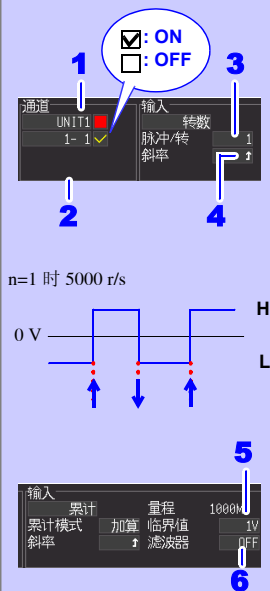 : ON
: OFF
1
3
通道
输入
UNIT1
转数
1- 1
脉冲/转
1
斜率
2
4
n=1 时 5000 r/s
H
0 V
L
5
输入
累计
量程
1000M
累计模式
加算
临界值
1V
斜率
滤波器
OFF
6